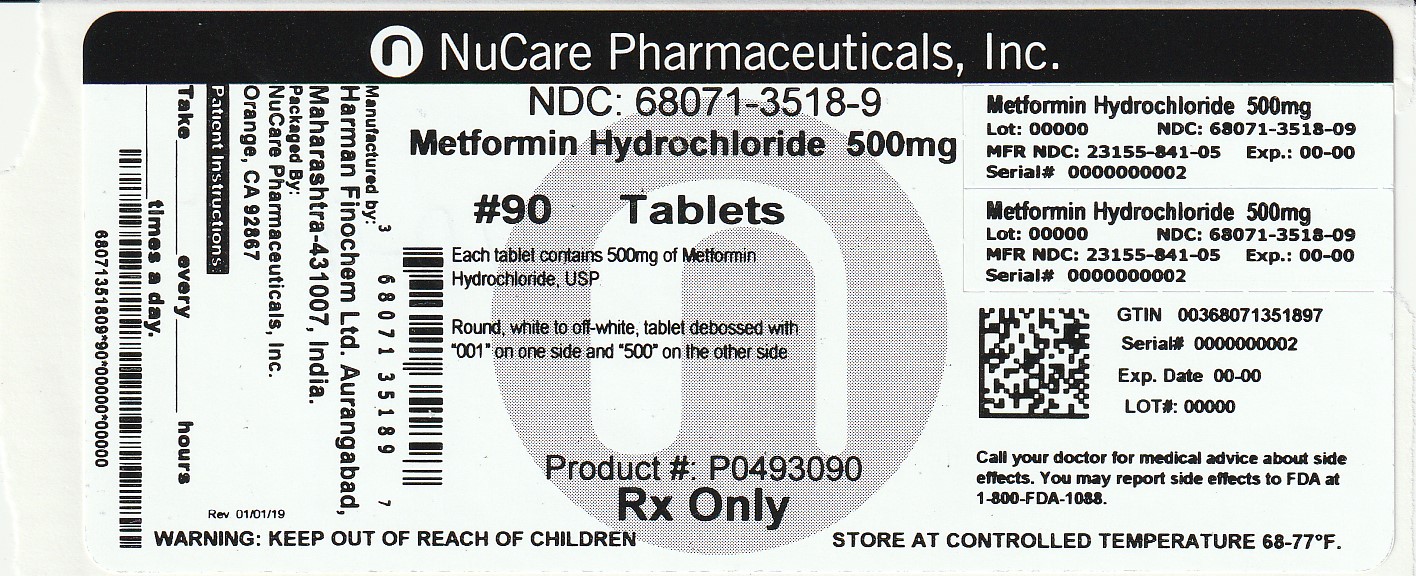 n NuCare Pharmaceuticals, Inc.
NDC: 68071-3518-9
Metformin Hydrochloride 500mg
#90 Tablets
Each tablet contains 500mg of Metformin
Hydrochloride, USP
Round, white to off-white, tablet debossed with
"001" on one side and "500" on the other side
Product #: P0493090
Rx Only
Manufactured by:
Harman Finochem Ltd. Aurangabad,
Maharashtra-431007, India.
Packaged By:
NuCare Pharmaceuticals, Inc.
Orange, CA 92867
Patient Instructions:
Take ____ every ____ hours
____ times a day.
3 68071 35189 7
68071351809*90*00000*00000
Rev 01/01/19
Metformin Hydrochloride 500mg
Lot: 00000 NDC: 68071-3518-09
MFR NDC: 23155-841-05 Exp.: 00-00
Serial# 0000000002
Metformin Hydrochloride 500mg
Lot: 00000 NDC: 68071-3518-09
MFR NDC: 23155-841-05 Exp.: 00-00
Serial# 0000000002
GTIN 00368071351897
Serial# 0000000002
Exp. Date 00-00
LOT#: 00000
Call your doctor for medical advice about side
effects. You may report side effects to FDA at
1-800-FDA-1088.
WARNING: KEEP OUT OF REACH OF CHILDREN
STORE AT CONTROLLED TEMPERATURE 68-77°F.